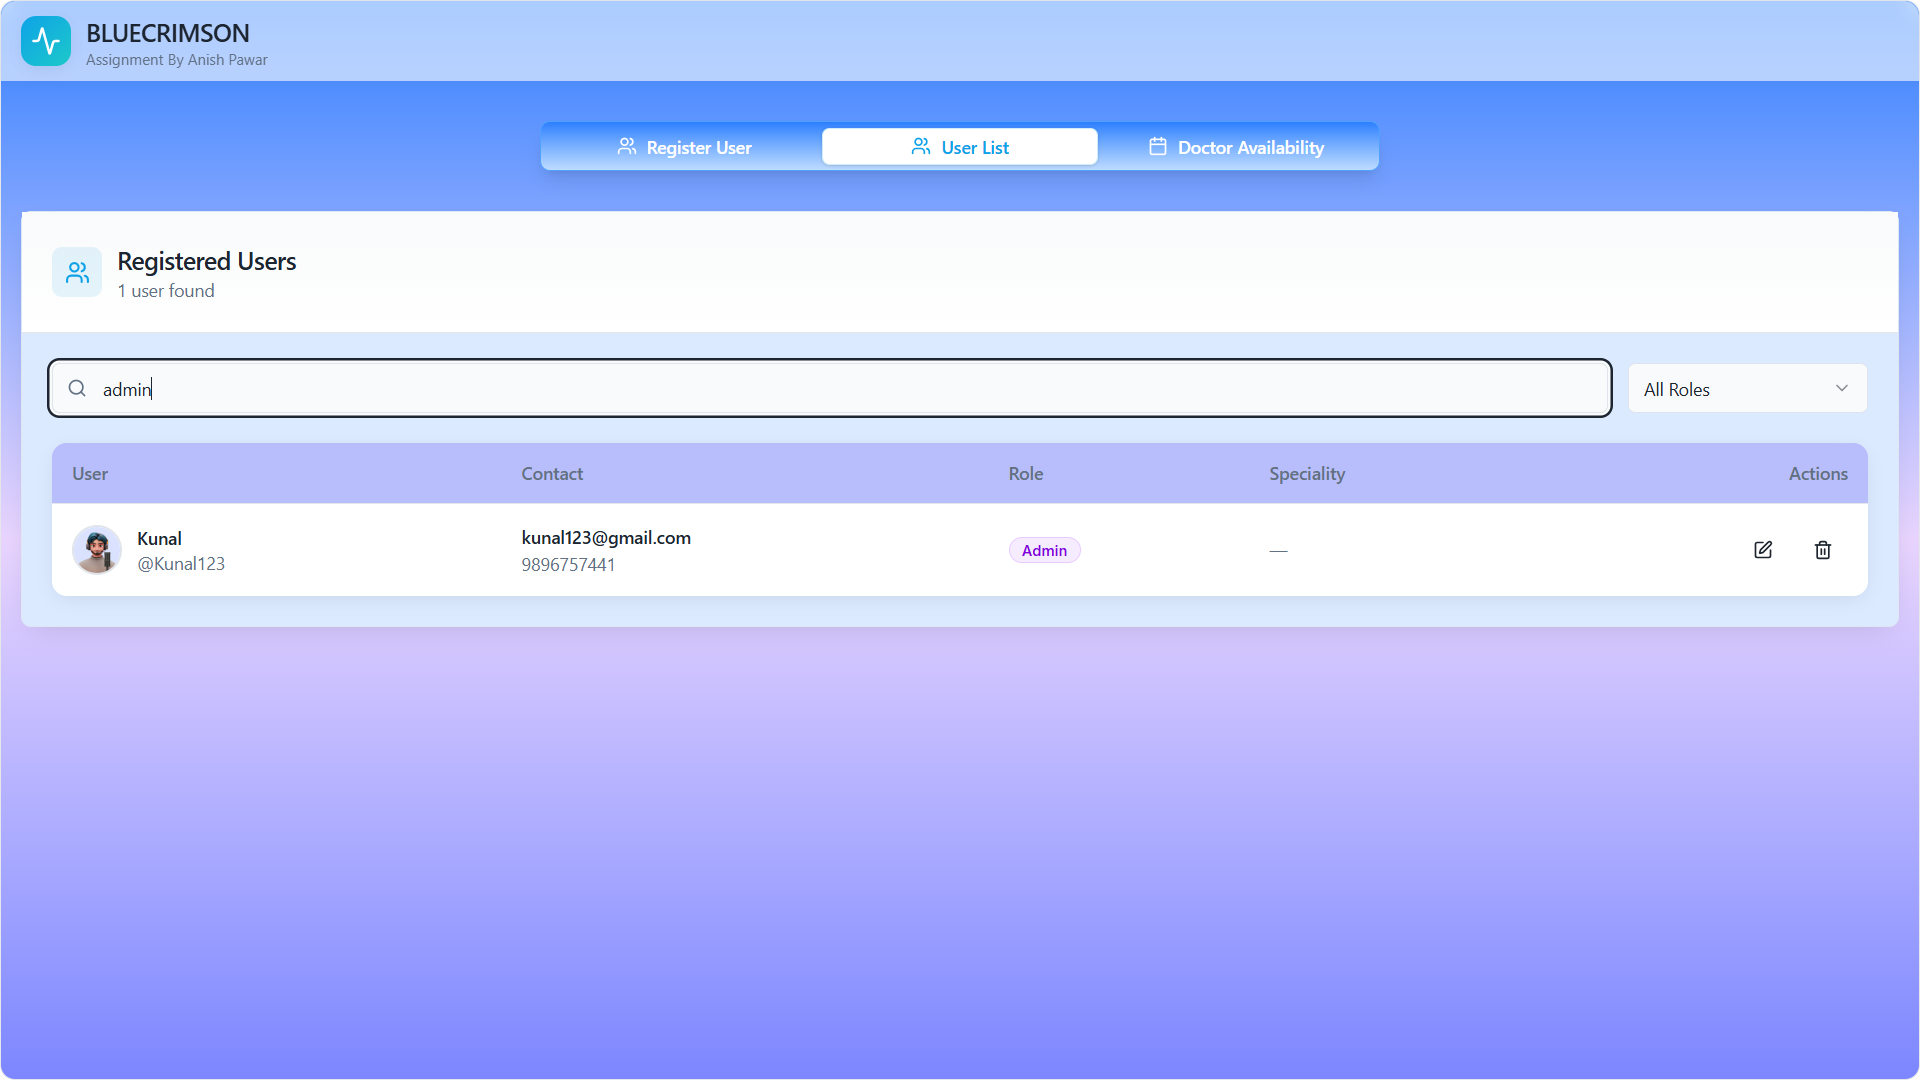 BLUECRIMSON
Assignment By Anish Pawar
Register User
User List
Doctor Availability
Registered Users
1 user found
admin
All Roles
User Contact Role Speciality Actions
Kunal
@Kunal123
kunal123@gmail.com
9896757441
Admin
—